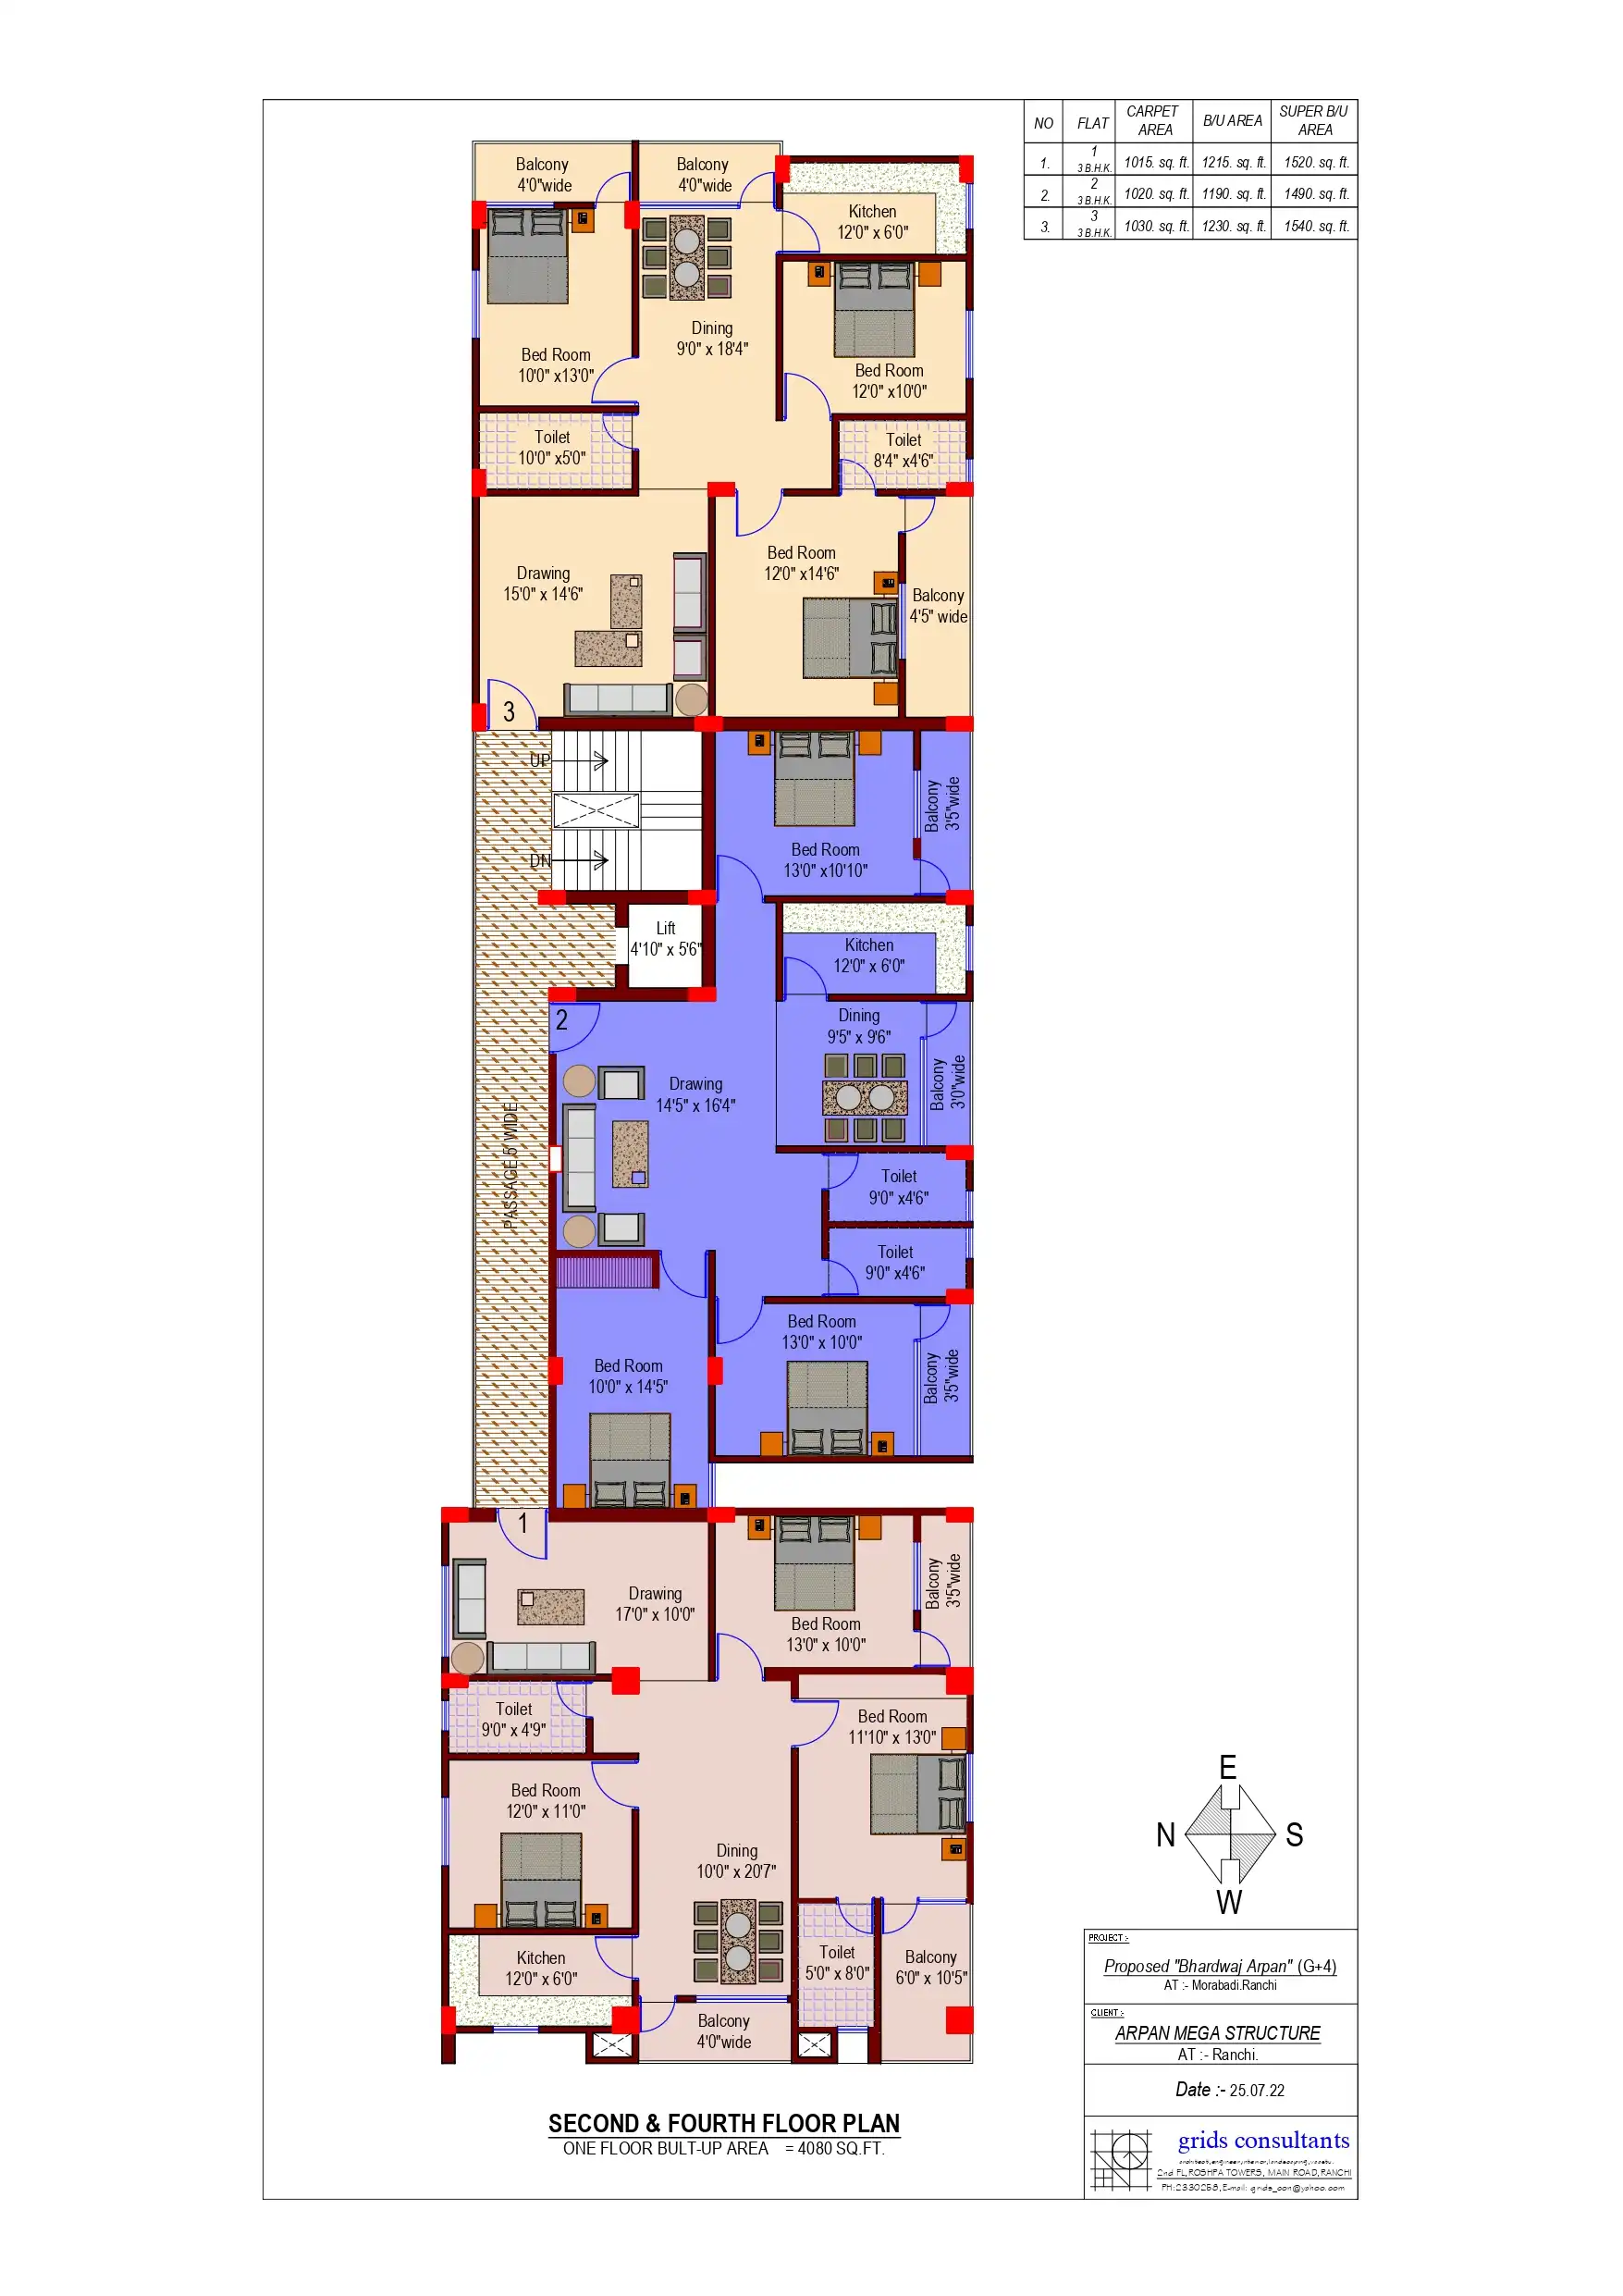 NO FLAT CARPET AREA B/U AREA SUPER B/U AREA
1. 1 3 B.H.K. 1015. sq. ft. 1215. sq. ft. 1520. sq. ft.
2. 2 3 B.H.K. 1020. sq. ft. 1190. sq. ft. 1490. sq. ft.
3. 3 3 B.H.K. 1030. sq. ft. 1230. sq. ft. 1540. sq. ft.
Balcony
4'0"wide
Balcony
4'0"wide
Kitchen
12'0" x 6'0"
Dining
9'0" x 18'4"
Bed Room
10'0" x13'0"
Bed Room
12'0" x10'0"
Toilet
10'0" x5'0"
Toilet
8'4" x4'6"
Bed Room
12'0" x14'6"
Drawing
15'0" x 14'6"
Balcony
4'5" wide
3
UP
DN
Bed Room
13'0" x10'10"
Balcony
3'5"wide
Lift
4'10" x 5'6"
Kitchen
12'0" x 6'0"
2
Dining
9'5" x 9'6"
Balcony
3'0"wide
Drawing
14'5" x 16'4"
PASSAGE 5' WIDE
Toilet
9'0" x4'6"
Toilet
9'0" x4'6"
Bed Room
13'0" x 10'0"
Balcony
3'5"wide
Bed Room
10'0" x 14'5"
1
Drawing
17'0" x 10'0"
Bed Room
13'0" x 10'0"
Balcony
3'5"wide
Toilet
9'0" x 4'9"
Bed Room
11'10" x 13'0"
Bed Room
12'0" x 11'0"
Dining
10'0" x 20'7"
Kitchen
12'0" x 6'0"
Toilet
5'0" x 8'0"
Balcony
6'0" x 10'5"
Balcony
4'0"wide
E
N S
W
SECOND & FOURTH FLOOR PLAN
ONE FLOOR BULT-UP AREA = 4080 SQ.FT.
PROJECT :-
Proposed "Bhardwaj Arpan" (G+4)
AT :- Morabadi.Ranchi
CLIENT :-
ARPAN MEGA STRUCTURE
AT :- Ranchi.
Date :- 25.07.22
grids consultants
2nd FL,ROSHPA TOWERS, MAIN ROAD,RANCHI
PH:2330258,E-mail: grids_con@yahoo.com